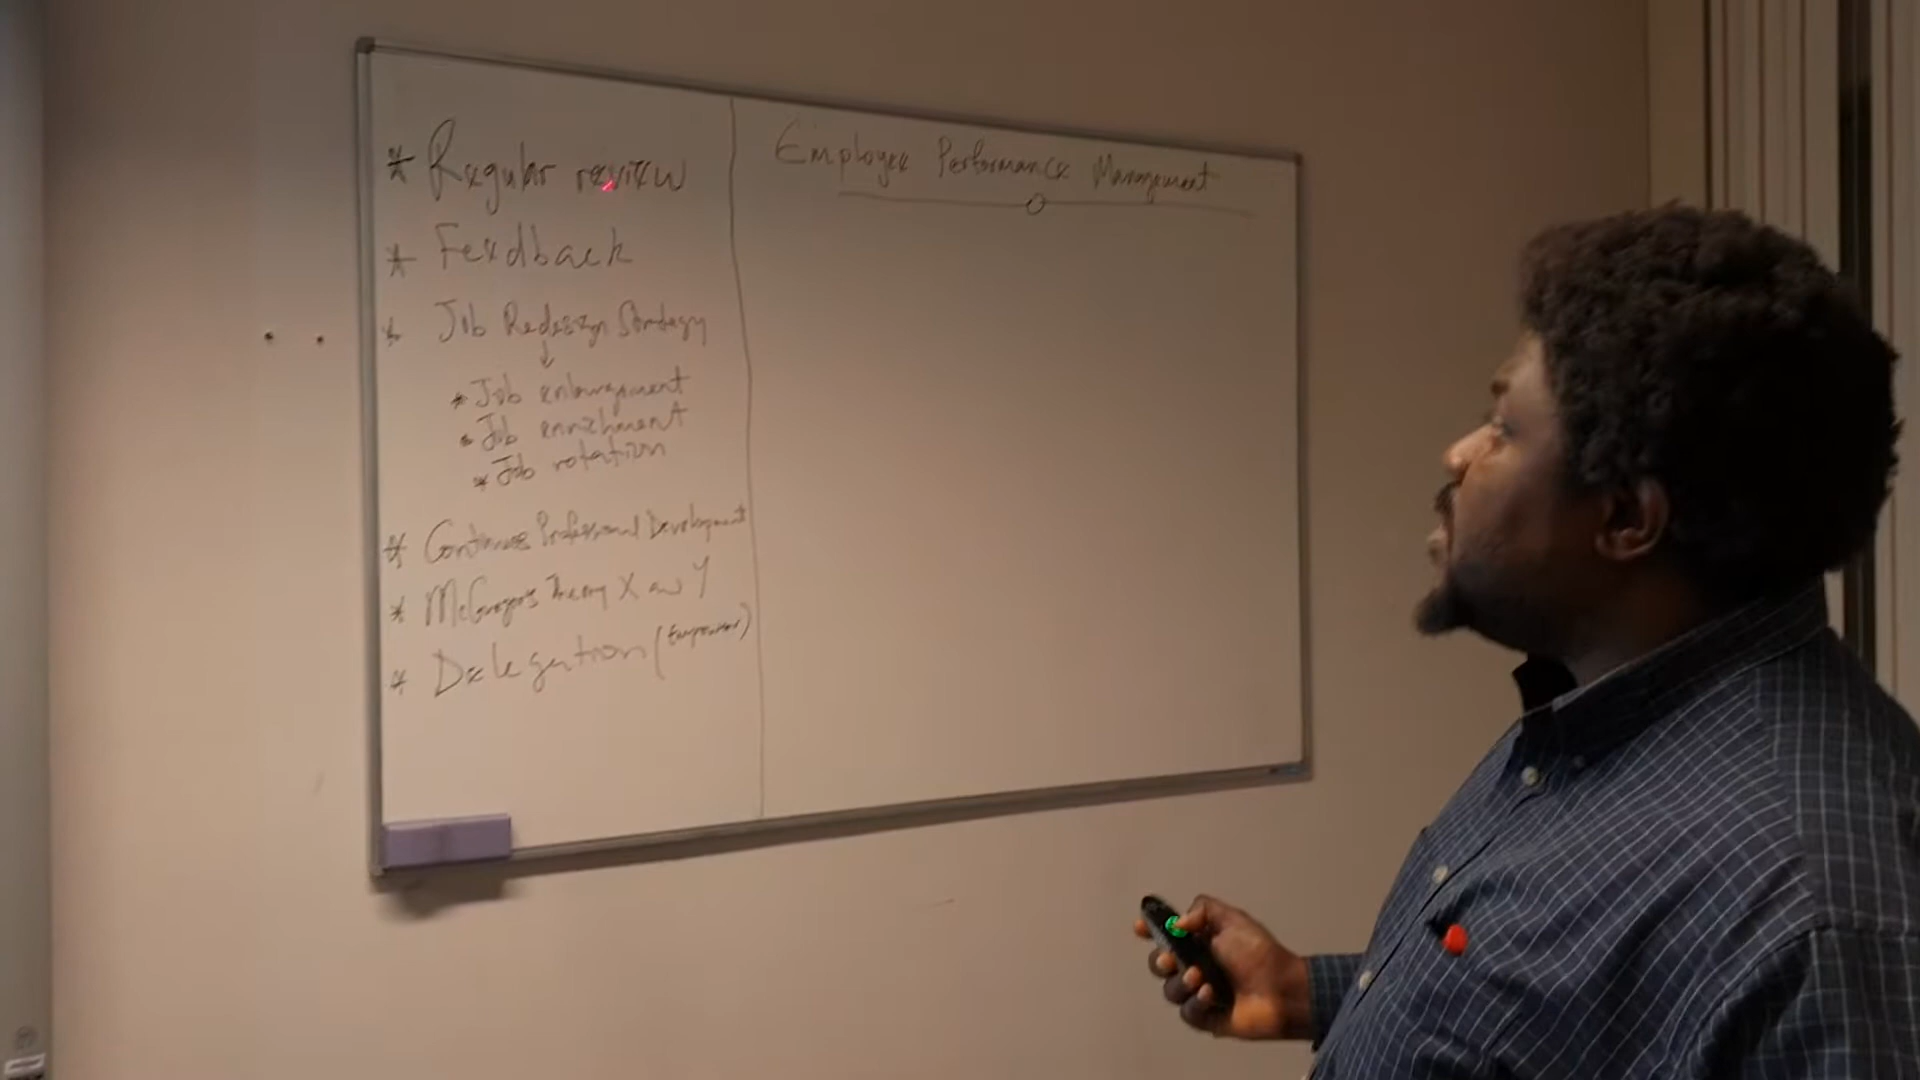 * Regular review
* Feedback
* Job Redesign Strategy
* Job enlargement
* Job enrichment
* Job rotation
* Continuous Professional Development
* McGregor's Theory X and Y
* Delegation (Empower)
Employee Performance Management